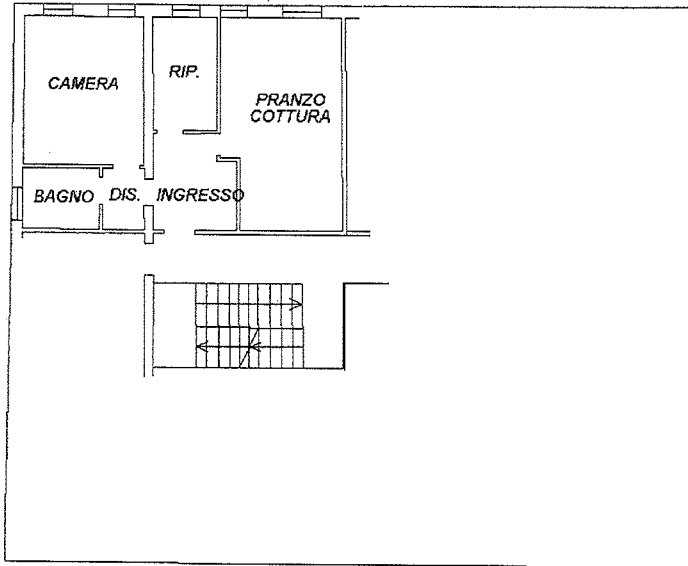 CAMERA
RIP.
PRANZO
COTTURA
BAGNO
DIS.
INGRESSO